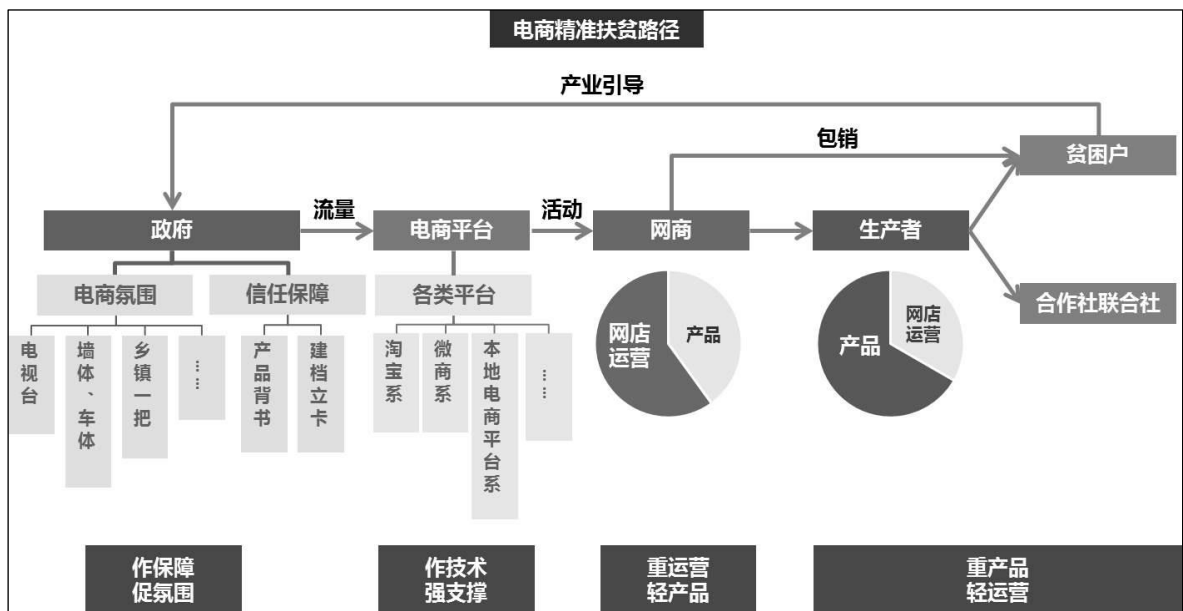 电商精准扶贫路径
产业引导
包销
贫困户
政府
流量
电商平台
活动
网商
生产者
合作社联合社
电商氛围
信任保障
各类平台
电视台
墙体、车体
乡镇一把
……
产品背书
建档立卡
淘宝系
微商系
本地电商平台系
……
网店
运营
产品
产品
网店
运营
作保障
促氛围
作技术
强支撑
重运营
轻产品
重产品
轻运营